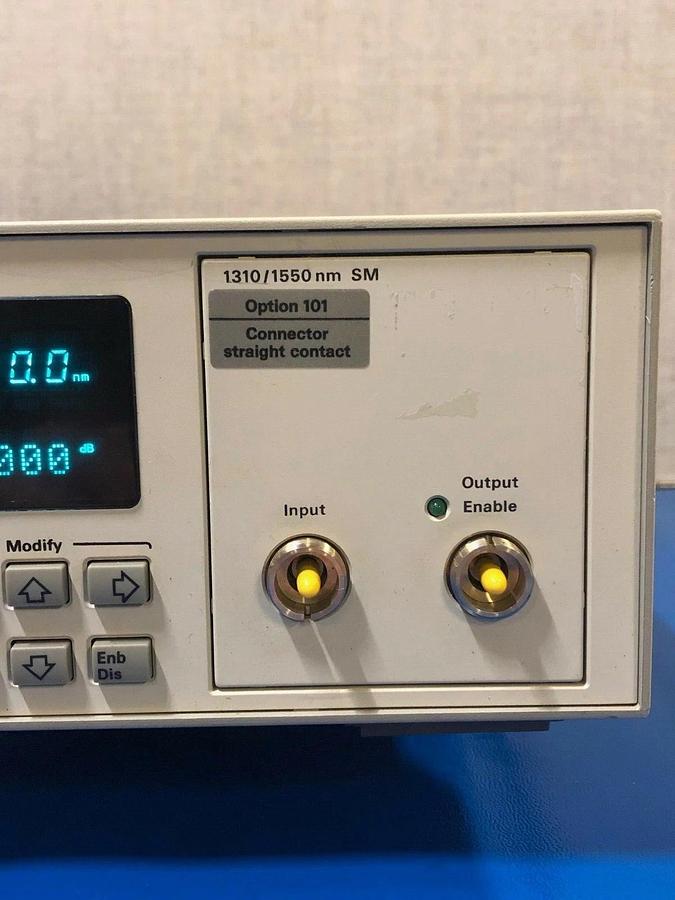 1310/1550 nm SM
Option 101
Connector
straight contact
0.0 nm
000 dB
Output
Input
Enable
Modify
Enb
Dis